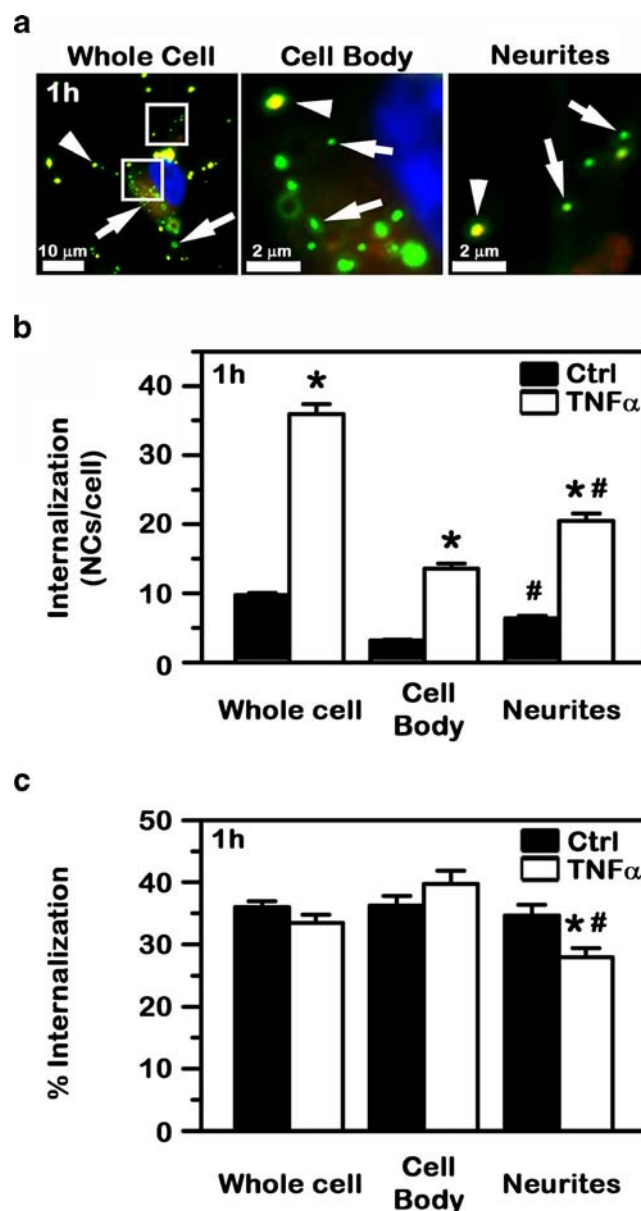 a
Whole Cell Cell Body Neurites
1h
10 μm 2 μm 2 μm
b
1h
Ctrl
TNFα
Internalization
(NCs/cell)
40
30
20
10
0
*
*
#
* #
Whole cell Cell Body Neurites
c
1h
Ctrl
TNFα
% Internalization
50
40
30
20
10
0
* #
Whole cell Cell Body Neurites